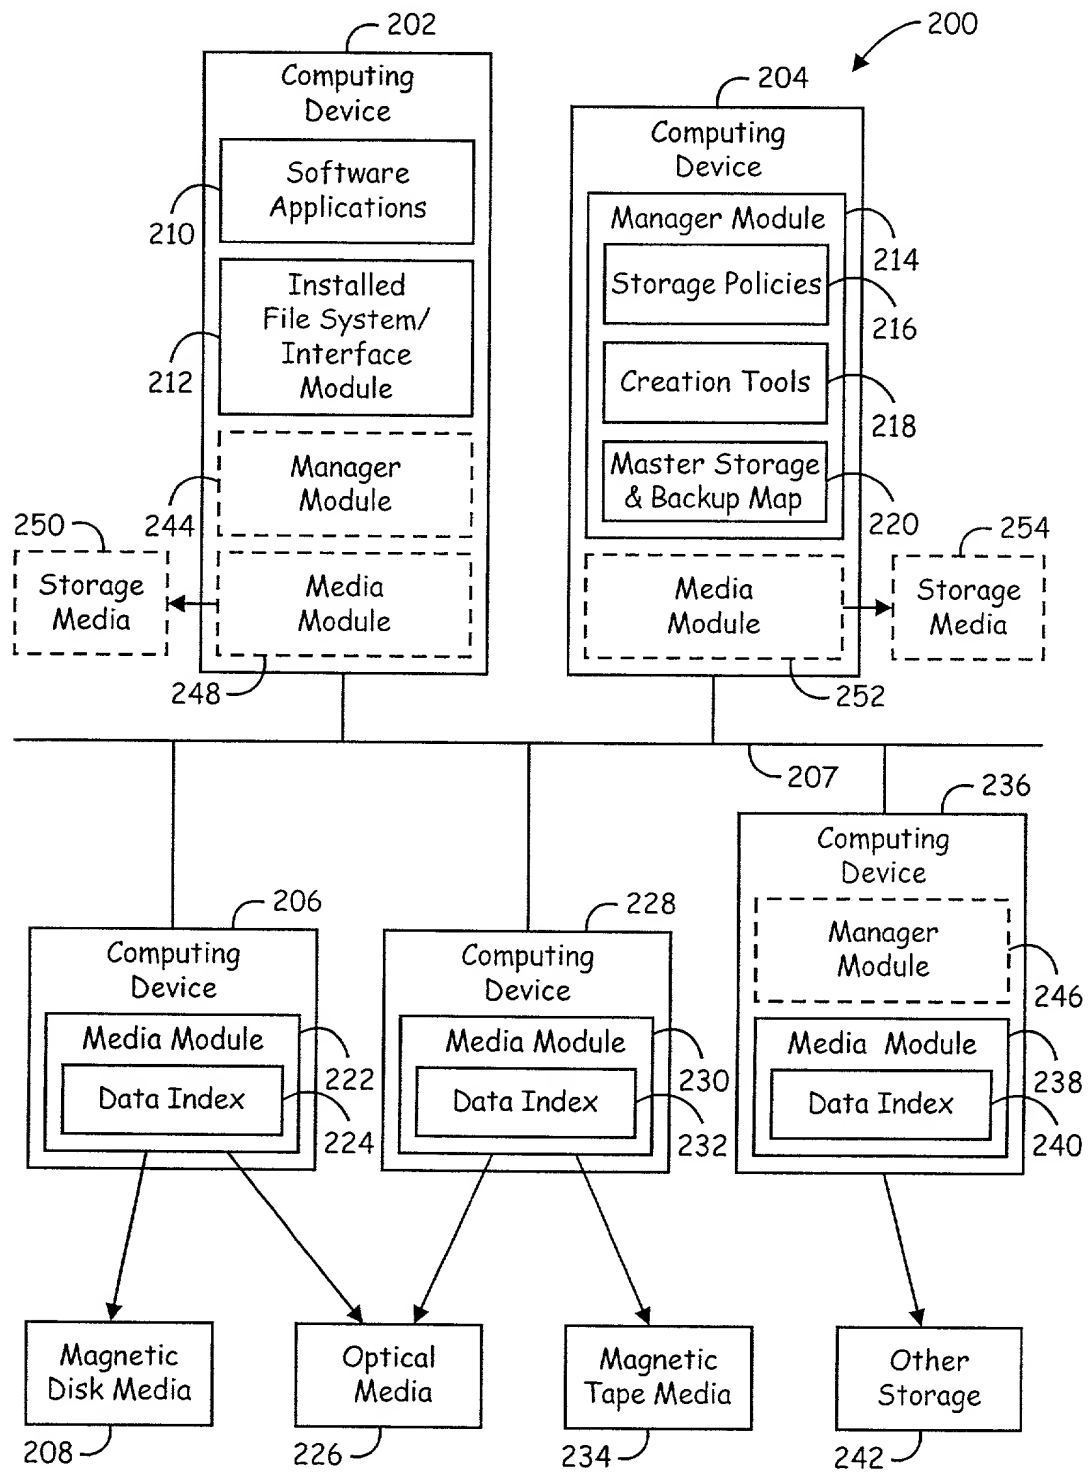 200
202
Computing
Device
Software
Applications
210
Installed
File System/
Interface
Module
212
Manager
Module
244
Media
Module
248
250
Storage
Media
204
Computing
Device
Manager Module
214
Storage Policies
216
Creation Tools
218
Master Storage
& Backup Map
220
Media
Module
252
254
Storage
Media
207
206
Computing
Device
Media Module
222
Data Index
224
228
Computing
Device
Media Module
230
Data Index
232
236
Computing
Device
Manager
Module
246
Media Module
238
Data Index
240
Magnetic
Disk Media
208
Optical
Media
226
Magnetic
Tape Media
234
Other
Storage
242